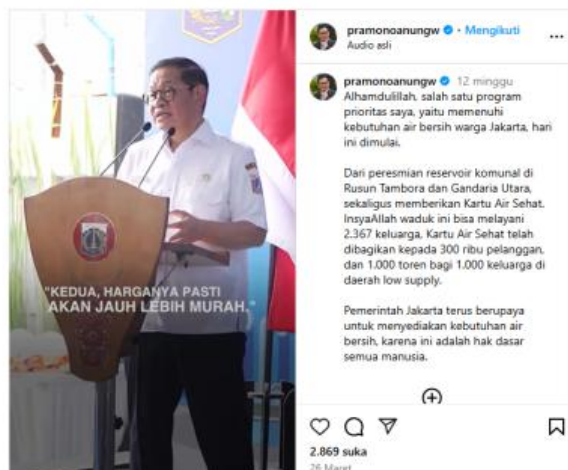 "KEDUA, HARGANYA PASTI
AKAN JAUH LEBIH MURAH."
pramonoanungw • Mengikuti
Audio asli
pramonoanungw 12 minggu
Alhamdulillah, salah satu program
prioritas saya, yaitu memenuhi
kebutuhan air bersih warga Jakarta, hari
ini dimulai.
Dari peresmian reservoir komunal di
Rusun Tambora dan Gandaria Utara,
sekaligus memberikan Kartu Air Sehat.
InsyaAllah waduk ini bisa melayani
2.367 keluarga, Kartu Air Sehat telah
dibagikan kepada 300 ribu pelanggan,
dan 1.000 toren bagi 1.000 keluarga di
daerah low supply.
Pemerintah Jakarta terus berupaya
untuk menyediakan kebutuhan air
bersih, karena ini adalah hak dasar
semua manusia.
2.869 suka
26 Maret